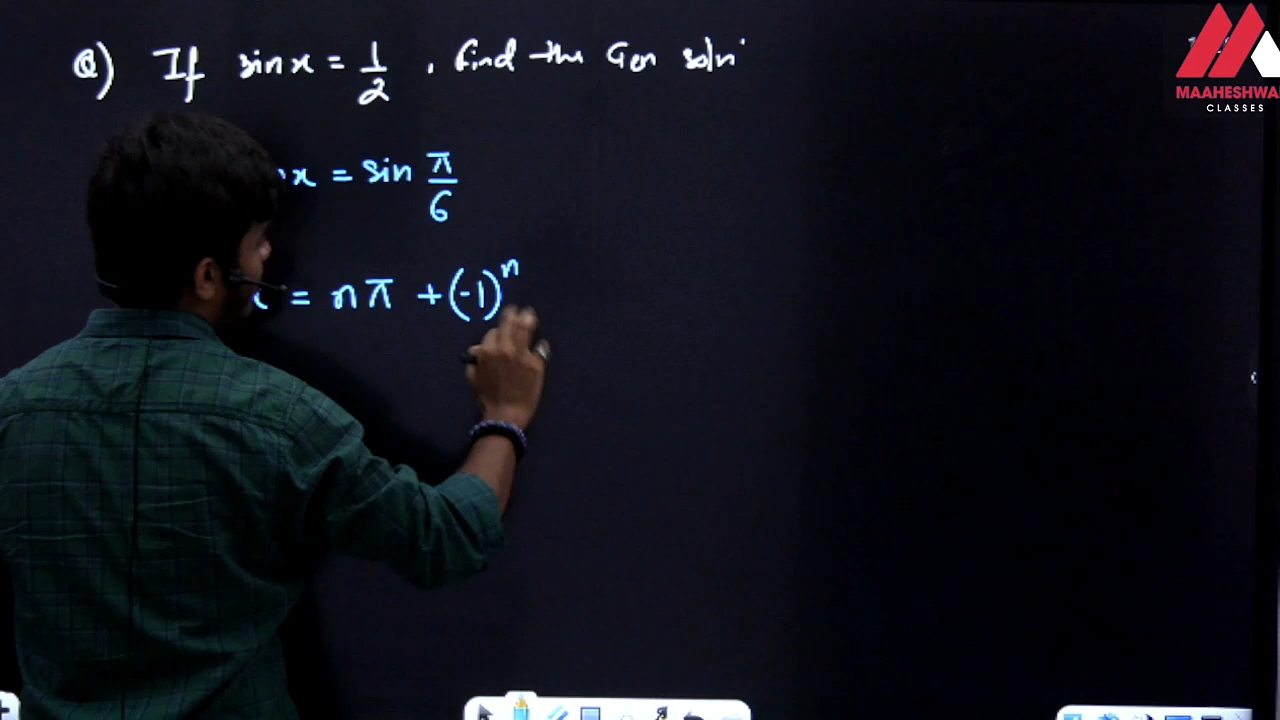 Q) If sin x = 1/2 , find the Gen soln
x = sin π/6
= nπ + (-1)^n
MAAHESHWA
CLASSES